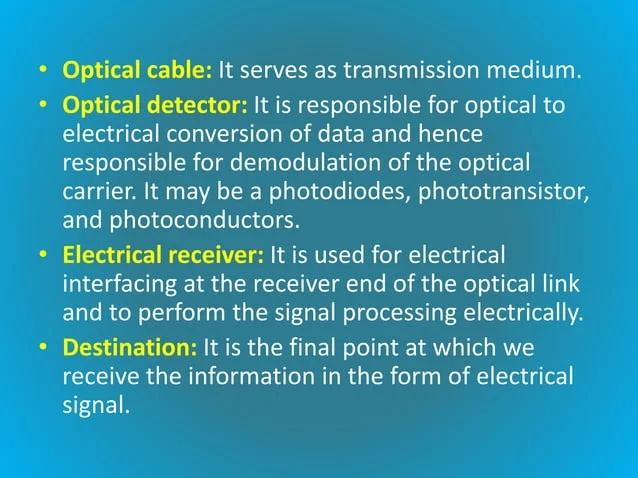 • Optical cable: It serves as transmission medium.
• Optical detector: It is responsible for optical to
electrical conversion of data and hence
responsible for demodulation of the optical
carrier. It may be a photodiodes, phototransistor,
and photoconductors.
• Electrical receiver: It is used for electrical
interfacing at the receiver end of the optical link
and to perform the signal processing electrically.
• Destination: It is the final point at which we
receive the information in the form of electrical
signal.